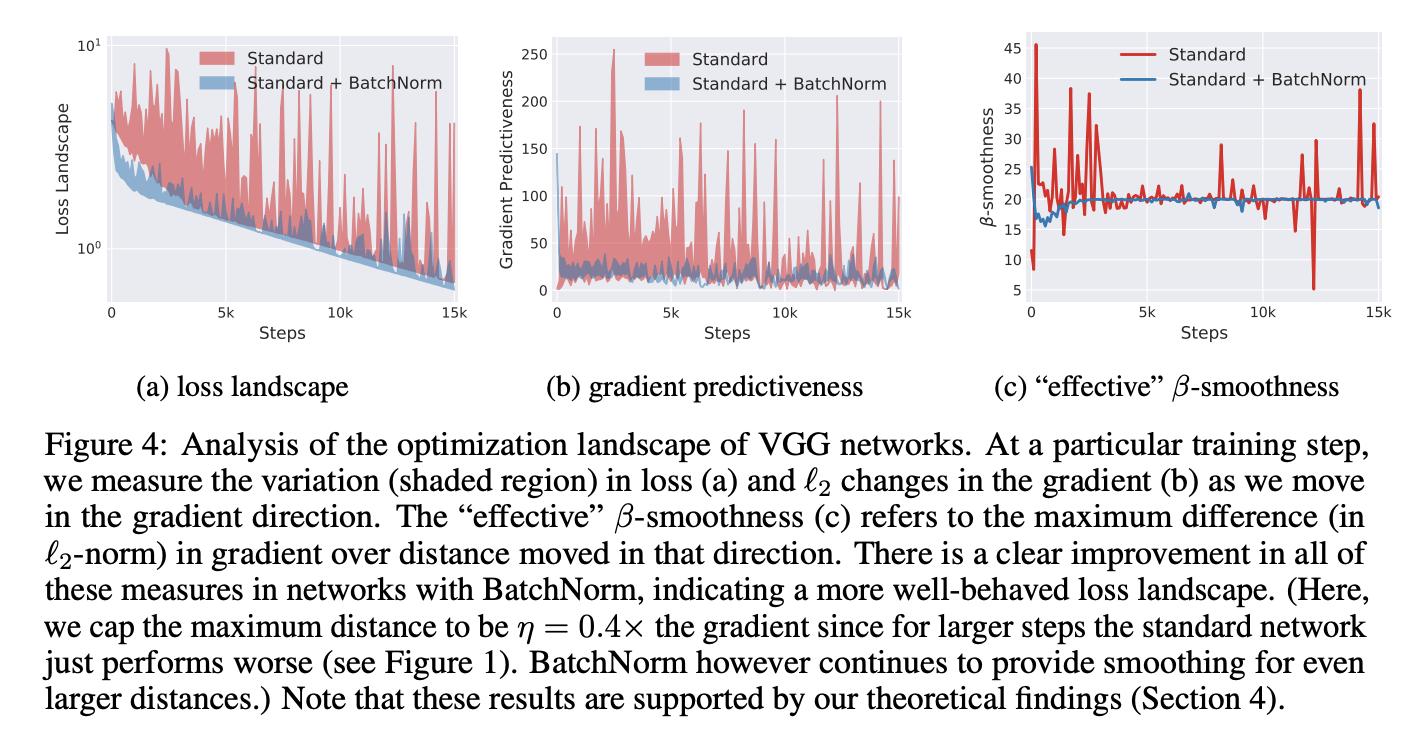 10¹
10⁰
Loss Landscape
Standard
Standard + BatchNorm
0 5k 10k 15k
Steps
250
200
150
100
50
0
Gradient Predictiveness
Standard
Standard + BatchNorm
0 5k 10k 15k
Steps
45
40
35
30
25
20
15
10
5
β-smoothness
Standard
Standard + BatchNorm
0 5k 10k 15k
Steps
(a) loss landscape
(b) gradient predictiveness
(c) “effective” β-smoothness
Figure 4: Analysis of the optimization landscape of VGG networks. At a particular training step,
we measure the variation (shaded region) in loss (a) and ℓ₂ changes in the gradient (b) as we move
in the gradient direction. The “effective” β-smoothness (c) refers to the maximum difference (in
ℓ₂-norm) in gradient over distance moved in that direction. There is a clear improvement in all of
these measures in networks with BatchNorm, indicating a more well-behaved loss landscape. (Here,
we cap the maximum distance to be η = 0.4× the gradient since for larger steps the standard network
just performs worse (see Figure 1). BatchNorm however continues to provide smoothing for even
larger distances.) Note that these results are supported by our theoretical findings (Section 4).